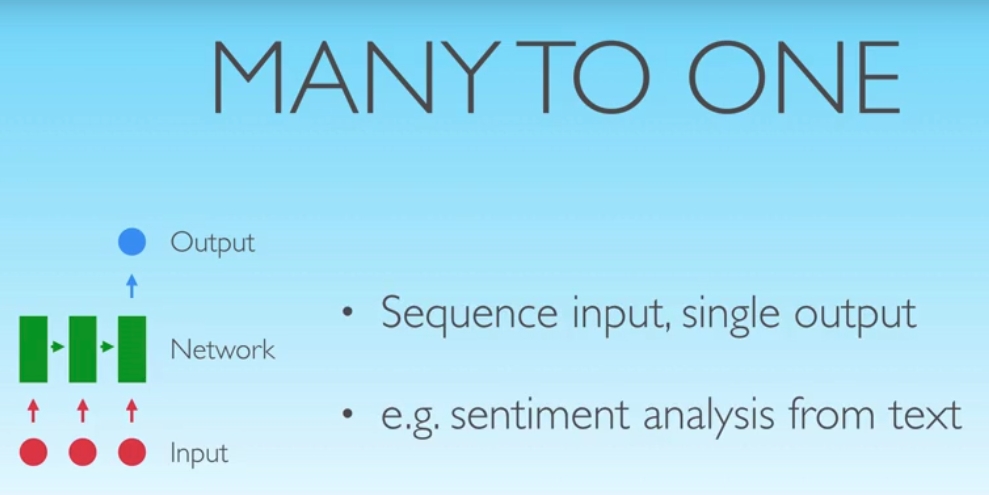 MANY TO ONE
Output
Network
Input
• Sequence input, single output
• e.g. sentiment analysis from text